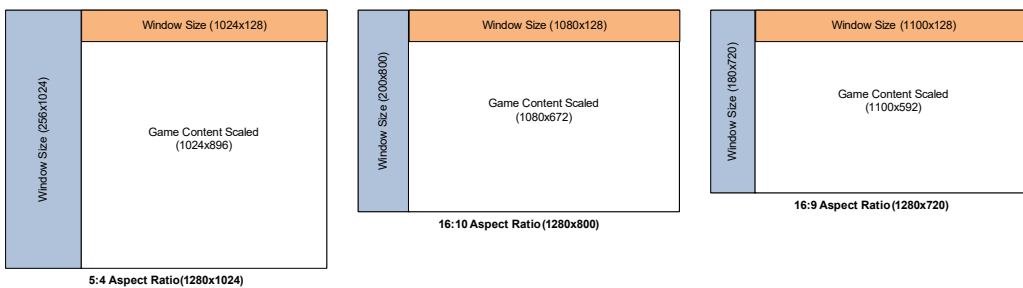 Window Size (1024x128)
Window Size (256x1024)
Game Content Scaled
(1024x896)
5:4 Aspect Ratio(1280x1024)
Window Size (1080x128)
Window Size (200x800)
Game Content Scaled
(1080x672)
16:10 Aspect Ratio(1280x800)
Window Size (1100x128)
Window Size (180x720)
Game Content Scaled
(1100x592)
16:9 Aspect Ratio(1280x720)